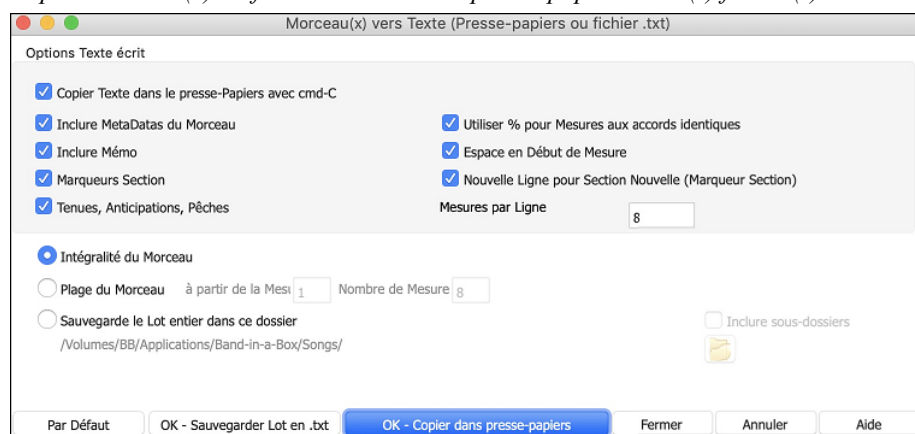 Morceau(x) vers Texte (Presse-papiers ou fichier .txt)
Options Texte écrit
Copier Texte dans le presse-Papiers avec cmd-C
Inclure MetaDatas du Morceau
Utiliser % pour Mesures aux accords identiques
Inclure Mémo
Espace en Début de Mesure
Marqueurs Section
Nouvelle Ligne pour Section Nouvelle (Marqueur Section)
Tenues, Anticipations, Pêches
Mesures par Ligne 8
Intégralité du Morceau
Plage du Morceau à partir de la Mesu 1 Nombre de Mesure 8
Sauvegarde le Lot entier dans ce dossier
Inclure sous-dossiers
/Volumes/BB/Applications/Band-in-a-Box/Songs/
Par Défaut OK - Sauvegarder Lot en .txt OK - Copier dans presse-papiers Fermer Annuler Aide